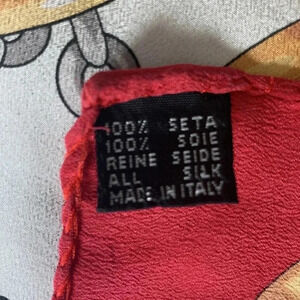 100% SETA
100% SOIE
REINE SEIDE
ALL SILK
MADE IN ITALY